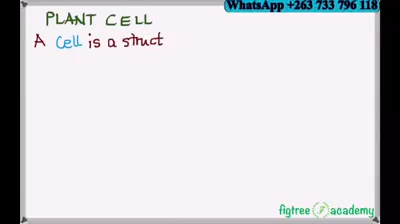 WhatsApp +263 733 796 118
PLANT CELL
A cell is a struct
figtree academy